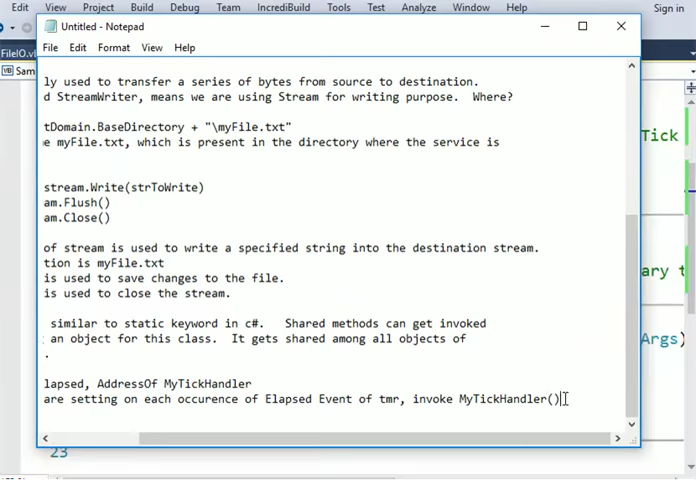 Edit View Project Build Debug Team IncrediBuild Tools Test Analyze Window Help Sign in
Untitled - Notepad
FileIO.v
File Edit Format View Help
Sam
ly used to transfer a series of bytes from source to destination.
d StreamWriter, means we are using Stream for writing purpose. Where?
tDomain.BaseDirectory + "\myFile.txt"
e myFile.txt, which is present in the directory where the service is
Tick
stream.Write(strToWrite)
am.Flush()
am.Close()
of stream is used to write a specified string into the destination stream.
tion is myFile.txt
ary t
is used to save changes to the file.
is used to close the stream.
similar to static keyword in c#. Shared methods can get invoked
an object for this class. It gets shared among all objects of
Args)
.
lapsed, AddressOf MyTickHandler
are setting on each occurence of Elapsed Event of tmr, invoke MyTickHandler()
23